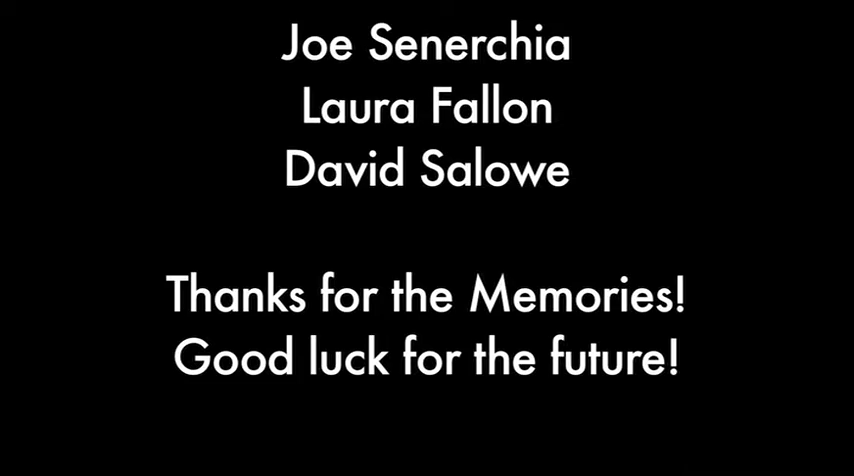 Joe Senerchia
Laura Fallon
David Salowe
Thanks for the Memories!
Good luck for the future!